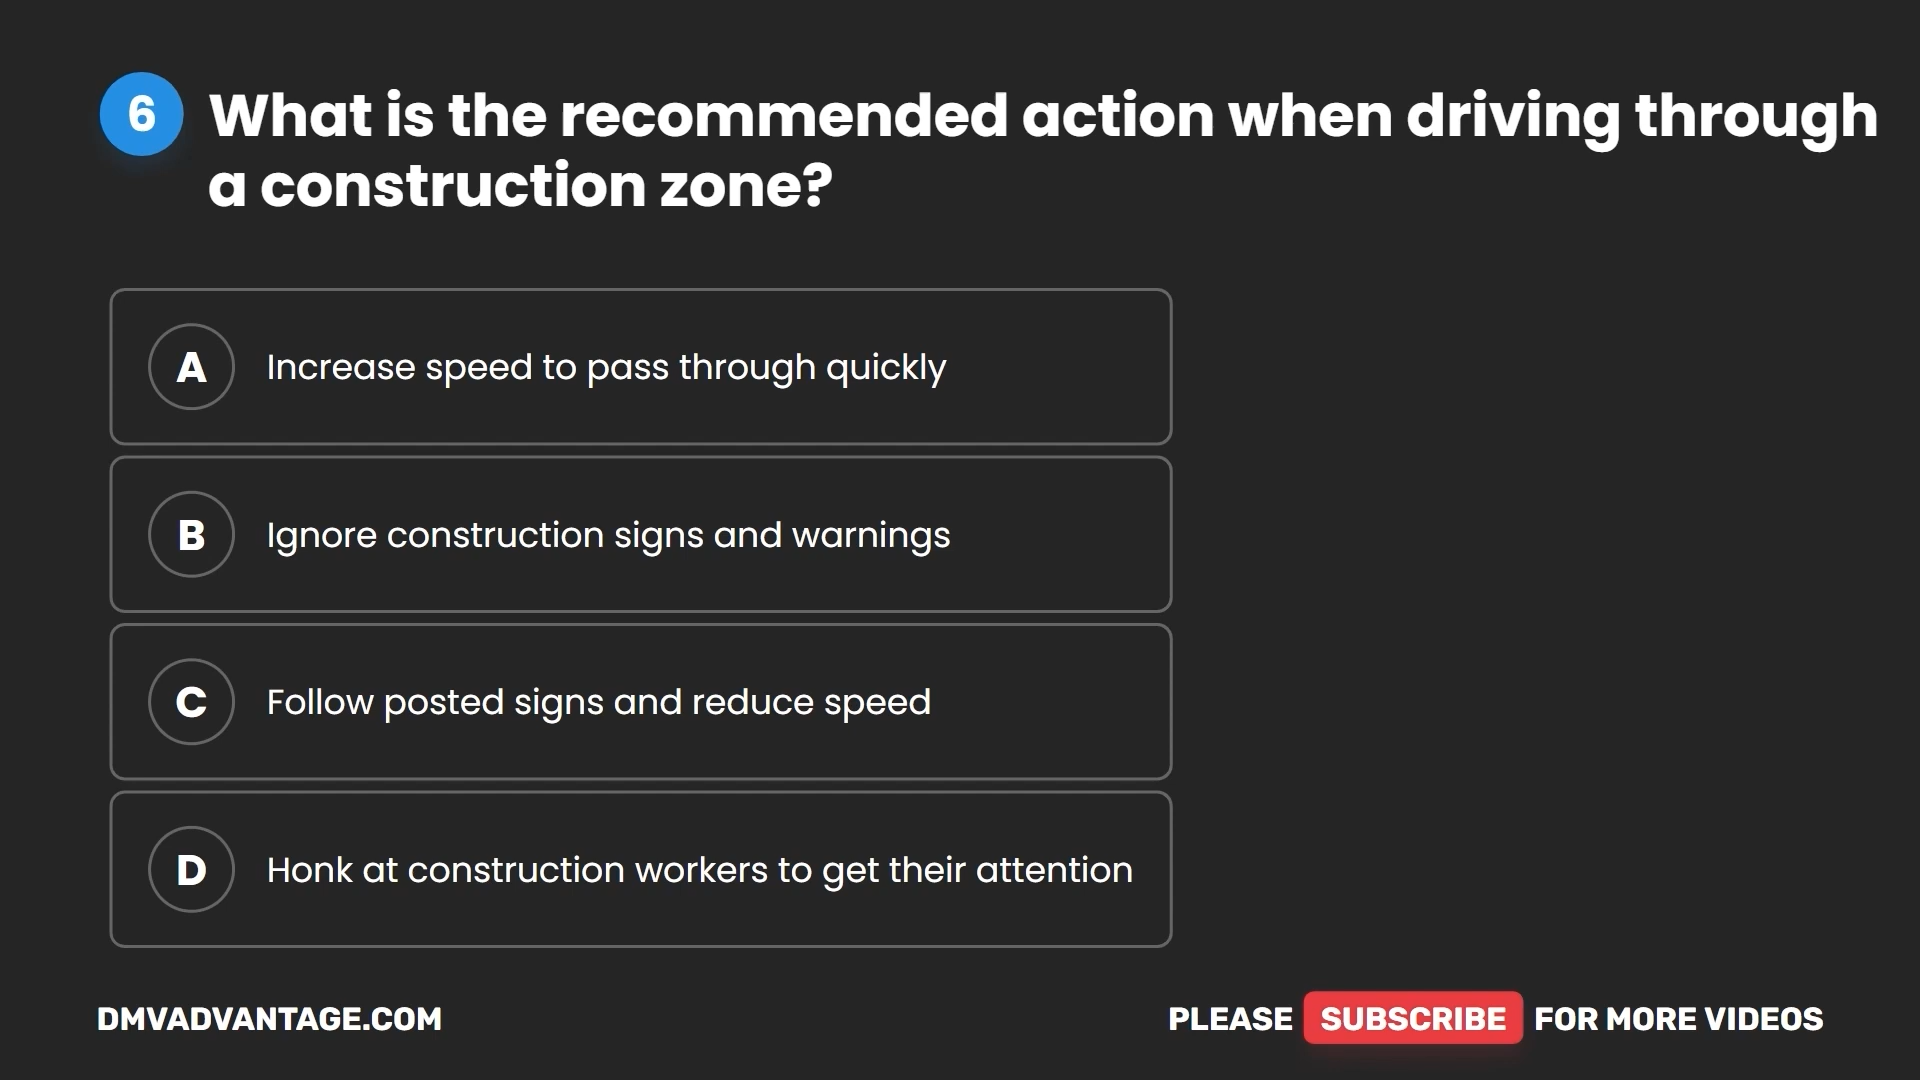 6 What is the recommended action when driving through
a construction zone?
A Increase speed to pass through quickly
B Ignore construction signs and warnings
C Follow posted signs and reduce speed
D Honk at construction workers to get their attention
DMVADVANTAGE.COM PLEASE SUBSCRIBE FOR MORE VIDEOS